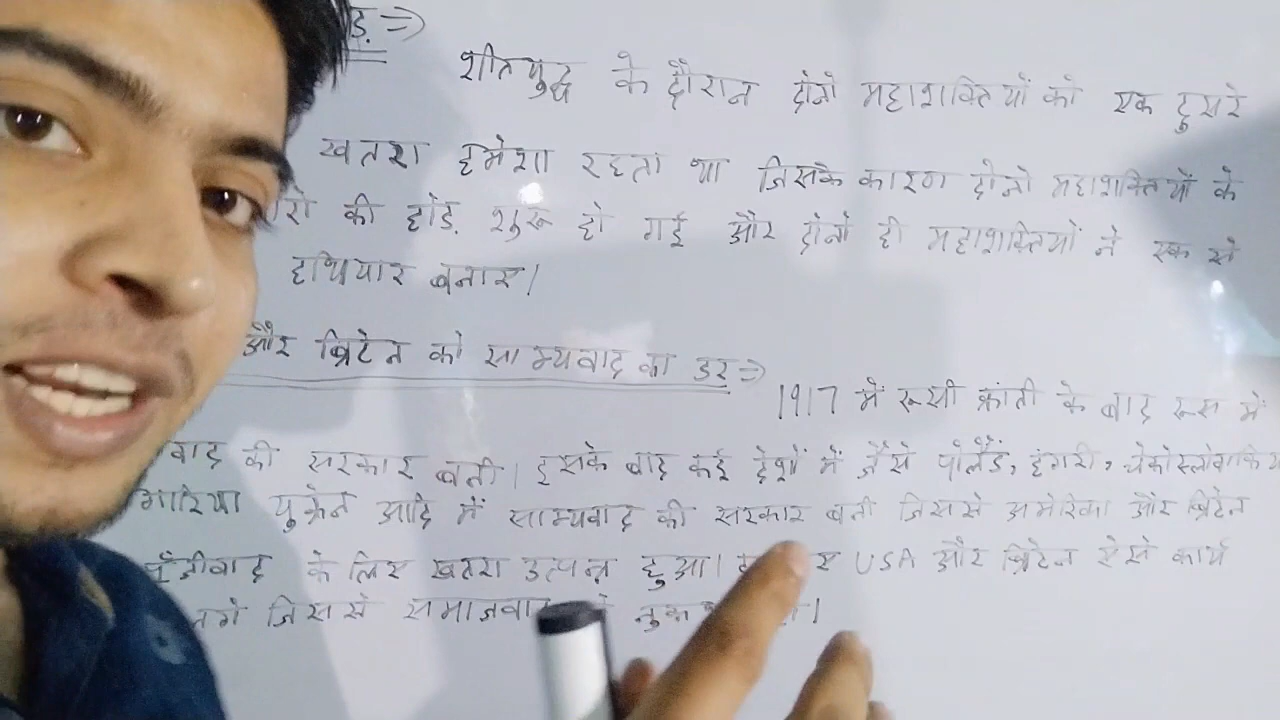 ड़ =>
शीतयुद्ध के दौरान दोनो महाशक्तियों को एक दुसरे
खतरा हमेशा रहता था जिसके कारण दोनो महाशक्तियों के
रो की होड़ शुरू हो गई और दोनो ही महाशक्तियों ने एक से
हथियार बनाए।
और ब्रिटेन को साम्यवाद का डर =>
1917 में रूसी क्रांती के बाद रूस में
वाद की सरकार बनी। इसके बाद कई देशों में जैसे पोलैंड, हंगरी, चेकोस्लोवाकिय
गारिया युक्रेन आदि में साम्यवाद की सरकार बनी जिससे अमेरिका और ब्रिटेन
पूँजीवाद के लिए खतरा उत्पन्न हुआ। USA और ब्रिटेन ऐसे कार्य
लगे जिससे समाजवाद